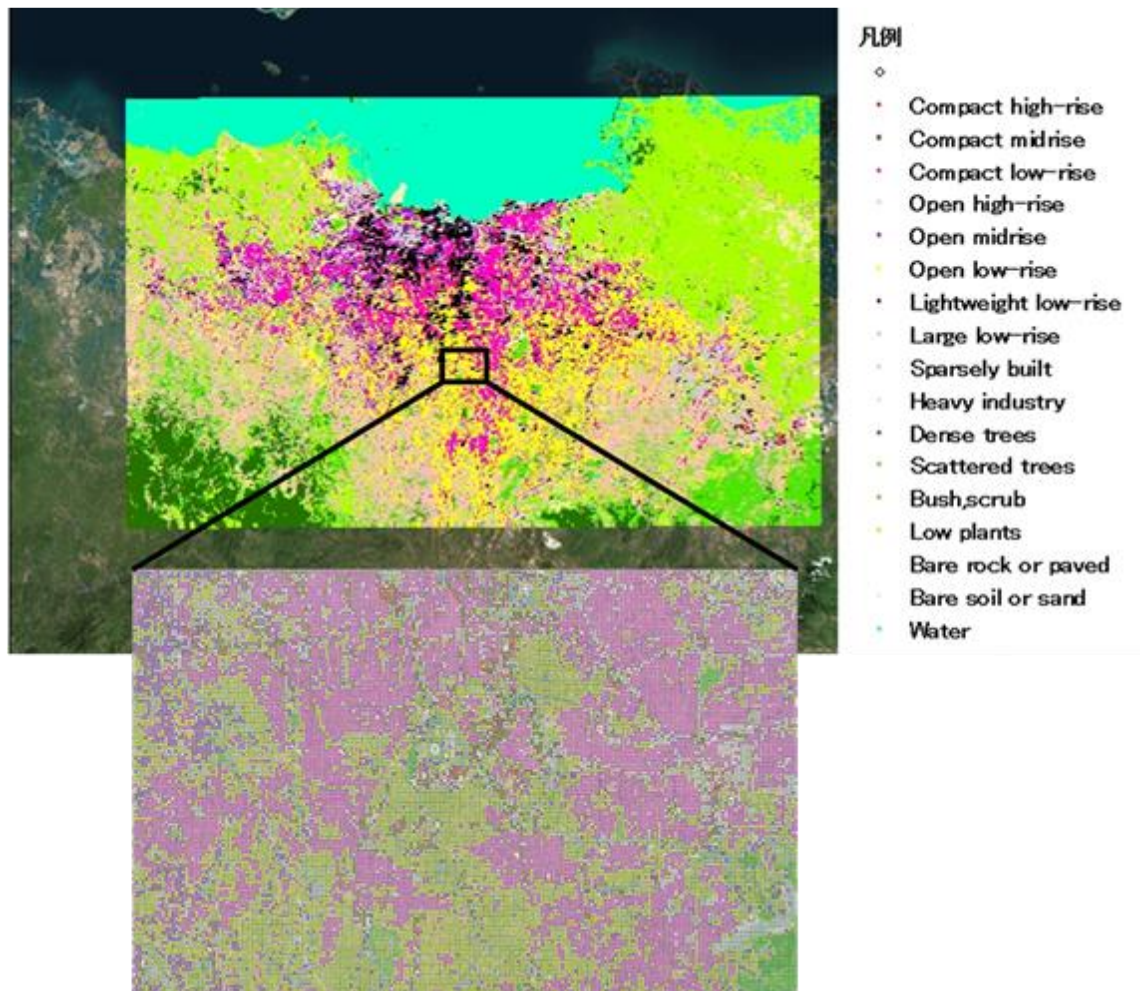 凡例
Compact high-rise
Compact midrise
Compact low-rise
Open high-rise
Open midrise
Open low-rise
Lightweight low-rise
Large low-rise
Sparsely built
Heavy industry
Dense trees
Scattered trees
Bush,scrub
Low plants
Bare rock or paved
Bare soil or sand
Water